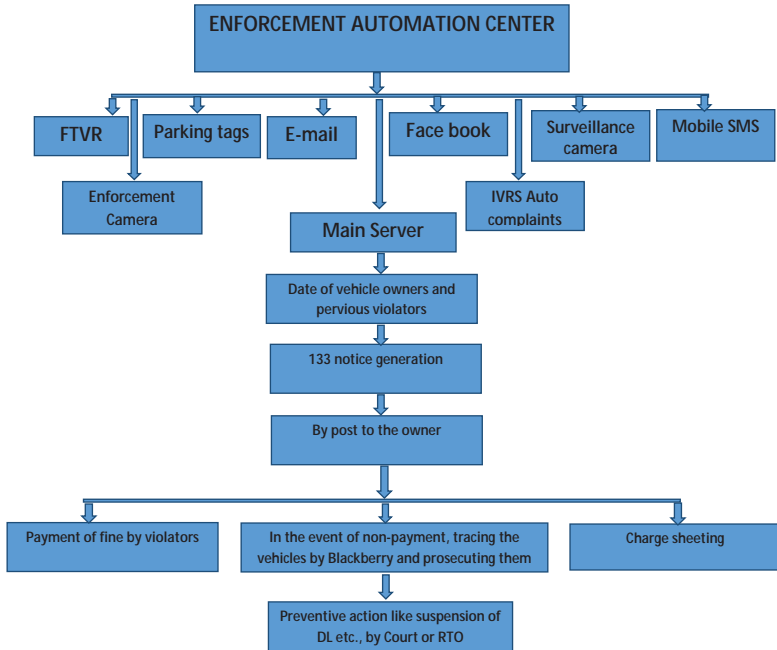 ENFORCEMENT AUTOMATION CENTER
FTVR
Parking tags
E-mail
Face book
Surveillance
camera
Mobile SMS
Enforcement
Camera
IVRS Auto
complaints
Main Server
Date of vehicle owners and
pervious violators
133 notice generation
By post to the owner
Payment of fine by violators
In the event of non-payment, tracing the
vehicles by Blackberry and prosecuting them
Charge sheeting
Preventive action like suspension of
DL etc., by Court or RTO